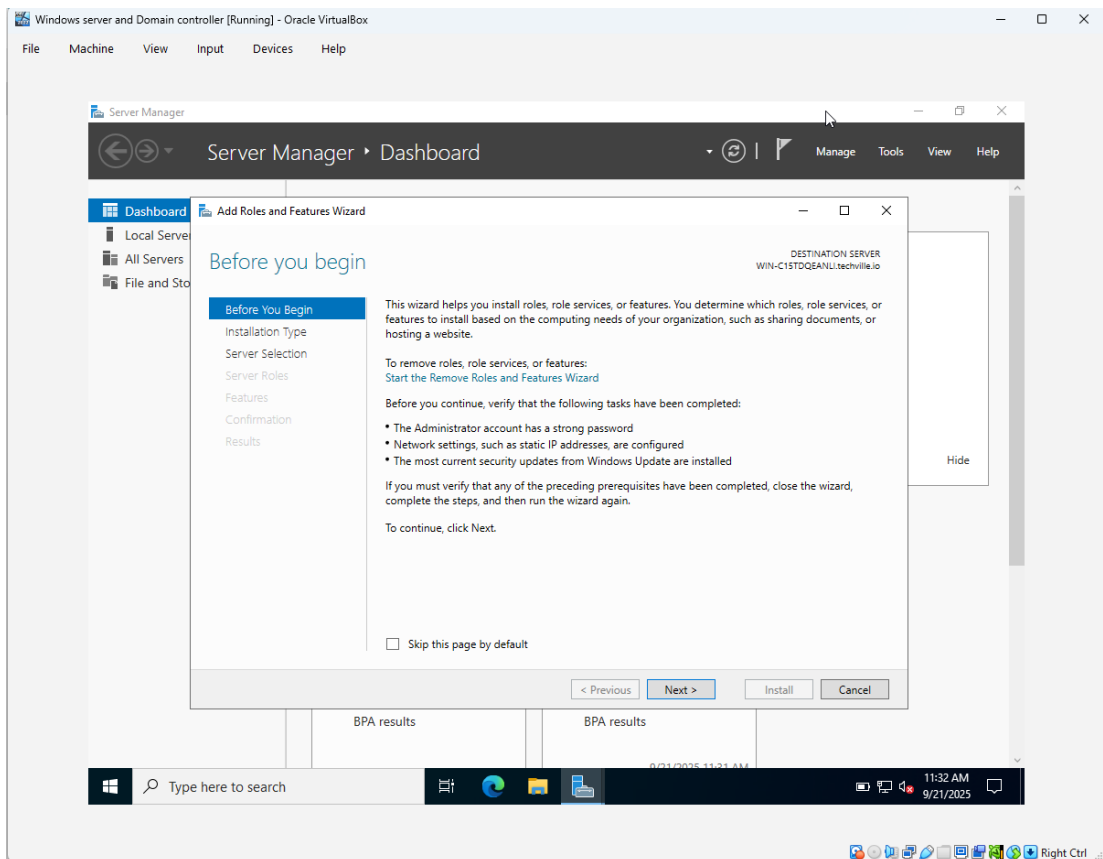 Windows server and Domain controller [Running] - Oracle VirtualBox
File Machine View Input Devices Help
Server Manager
Server Manager ‣ Dashboard
Manage Tools View Help
Dashboard
Local Server
All Servers
File and Sto
Add Roles and Features Wizard
Before you begin
DESTINATION SERVER
WIN-C15TDQEANLI.techville.io
Before You Begin
Installation Type
Server Selection
Server Roles
Features
Confirmation
Results
This wizard helps you install roles, role services, or features. You determine which roles, role services, or
features to install based on the computing needs of your organization, such as sharing documents, or
hosting a website.
To remove roles, role services, or features:
Start the Remove Roles and Features Wizard
Before you continue, verify that the following tasks have been completed:
• The Administrator account has a strong password
• Network settings, such as static IP addresses, are configured
• The most current security updates from Windows Update are installed
If you must verify that any of the preceding prerequisites have been completed, close the wizard,
complete the steps, and then run the wizard again.
To continue, click Next.
Skip this page by default
< Previous Next > Install Cancel
Hide
BPA results BPA results
9/21/2025 11:31 AM
Type here to search
11:32 AM
9/21/2025
Right Ctrl